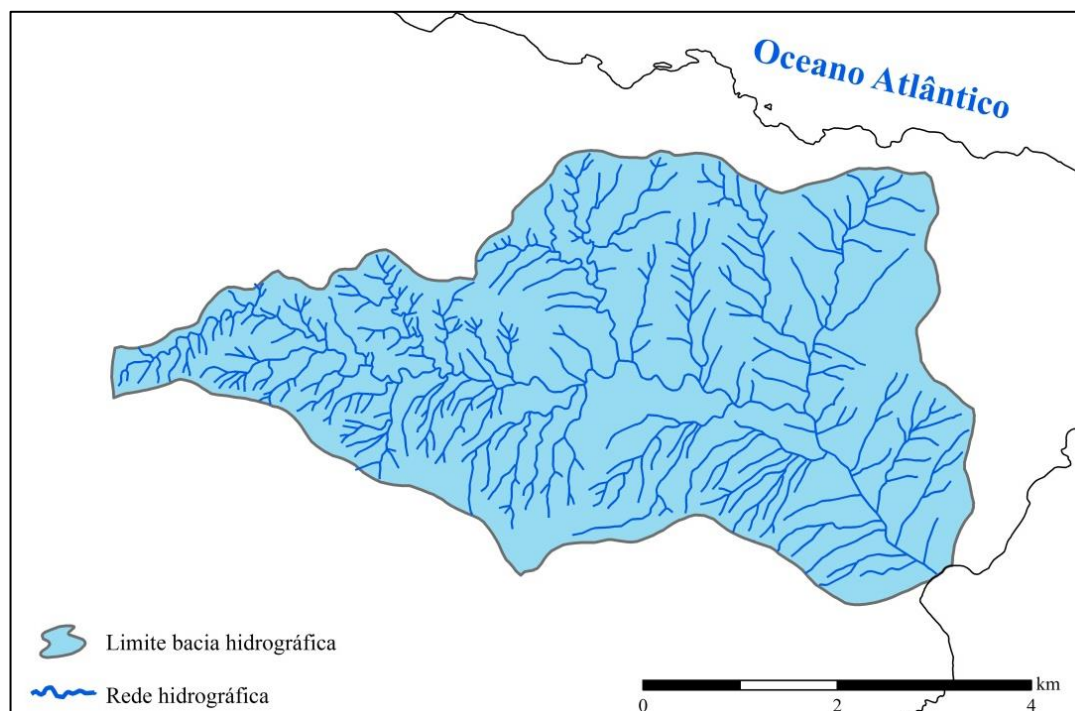 Oceano Atlântico
Limite bacia hidrográfica
Rede hidrográfica
km
0 2 4